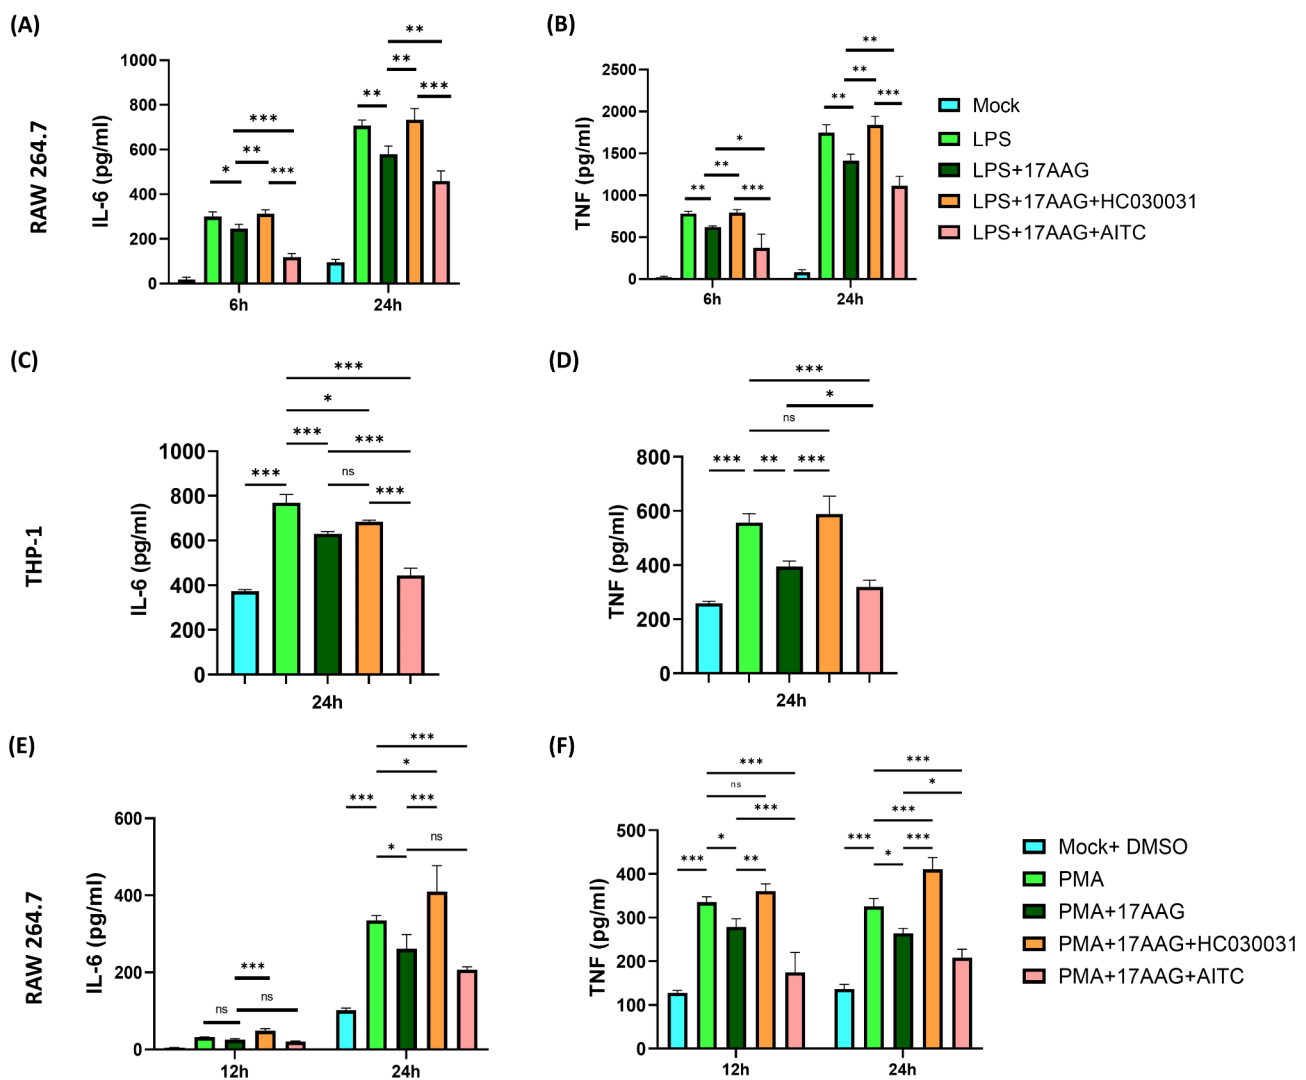 (A)
RAW 264.7
IL-6 (pg/ml)
1000
800
600
400
200
0
* ** *** ***
** ** ** ***
6h 24h
(B)
TNF (pg/ml)
2500
2000
1500
1000
500
0
** ** * ***
** ** ** ***
6h 24h
Mock
LPS
LPS+17AAG
LPS+17AAG+HC030031
LPS+17AAG+AITC
(C)
THP-1
IL-6 (pg/ml)
1000
800
600
400
200
0
***
*
*** ***
*** ns
***
24h
(D)
TNF (pg/ml)
800
600
400
200
0
***
*
ns
*** ** ***
24h
(E)
RAW 264.7
IL-6 (pg/ml)
600
400
200
0
***
ns ns
***
*
*** ***
* ns
12h 24h
(F)
TNF (pg/ml)
500
400
300
200
100
0
***
ns
***
*
*** **
***
*
***
*** ***
*
12h 24h
Mock+ DMSO
PMA
PMA+17AAG
PMA+17AAG+HC030031
PMA+17AAG+AITC